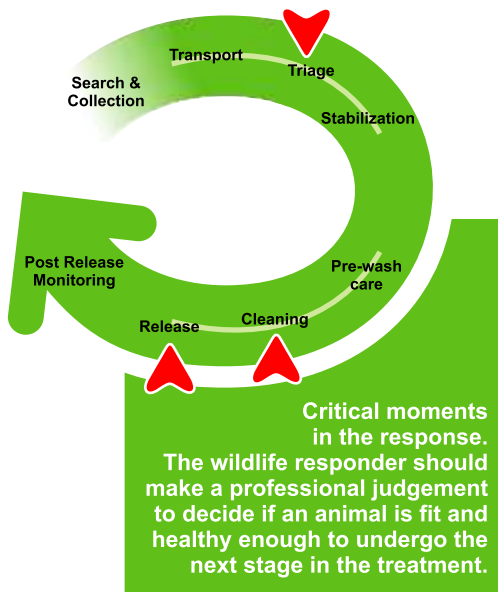 Search &
Collection
Transport
Triage
Stabilization
Pre-wash
care
Cleaning
Release
Post Release
Monitoring
Critical moments
in the response.
The wildlife responder should
make a professional judgement
to decide if an animal is fit and
healthy enough to undergo the
next stage in the treatment.